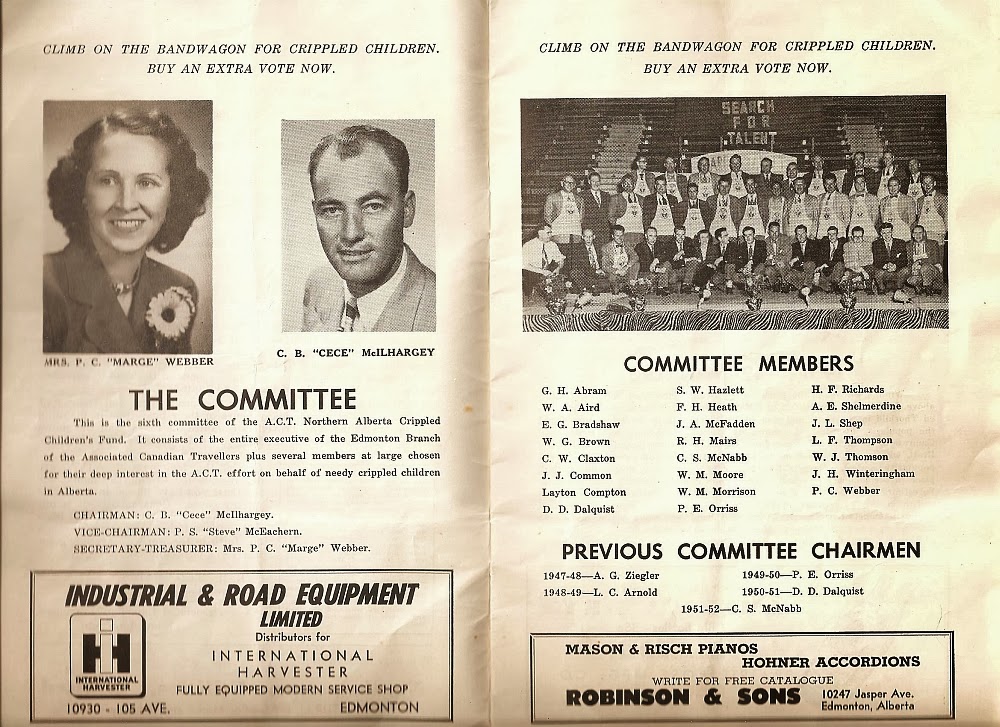 CLIMB ON THE BANDWAGON FOR CRIPPLED CHILDREN.
BUY AN EXTRA VOTE NOW.
MRS. P. C. "MARGE" WEBBER
C. B. "CECE" McILHARGEY
THE COMMITTEE
This is the sixth committee of the A.C.T. Northern Alberta Crippled
Children's Fund. It consists of the entire executive of the Edmonton Branch
of the Associated Canadian Travellers plus several members at large chosen
for their deep interest in the A.C.T. effort on behalf of needy crippled children
in Alberta.
CHAIRMAN: C. B. "Cece" McIlhargey.
VICE-CHAIRMAN: P. S. "Steve" McEachern.
SECRETARY-TREASURER: Mrs. P. C. "Marge" Webber.
INDUSTRIAL & ROAD EQUIPMENT
LIMITED
Distributors for
INTERNATIONAL
HARVESTER
FULLY EQUIPPED MODERN SERVICE SHOP
IH
INTERNATIONAL
HARVESTER
10930 - 105 AVE. EDMONTON
CLIMB ON THE BANDWAGON FOR CRIPPLED CHILDREN.
BUY AN EXTRA VOTE NOW.
SEARCH
FOR
TALENT
COMMITTEE MEMBERS
G. H. Abram
W. A. Aird
E. G. Bradshaw
W. G. Brown
C. W. Claxton
J. J. Common
Layton Compton
D. D. Dalquist
S. W. Hazlett
F. H. Heath
J. A. McFadden
R. H. Mairs
C. S. McNabb
W. M. Moore
W. M. Morrison
P. E. Orriss
H. F. Richards
A. E. Shelmerdine
J. L. Shep
L. F. Thompson
W. J. Thomson
J. H. Winteringham
P. C. Webber
PREVIOUS COMMITTEE CHAIRMEN
1947-48—A. G. Ziegler
1949-50—P. E. Orriss
1948-49—L. C. Arnold
1950-51—D. D. Dalquist
1951-52—C. S. McNabb
MASON & RISCH PIANOS
HOHNER ACCORDIONS
WRITE FOR FREE CATALOGUE
ROBINSON & SONS
10247 Jasper Ave.
Edmonton, Alberta